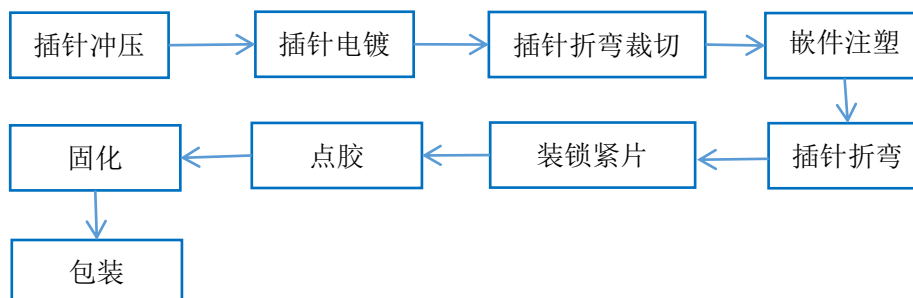 插针冲压
插针电镀
插针折弯裁切
嵌件注塑
插针折弯
装锁紧片
点胶
固化
包装